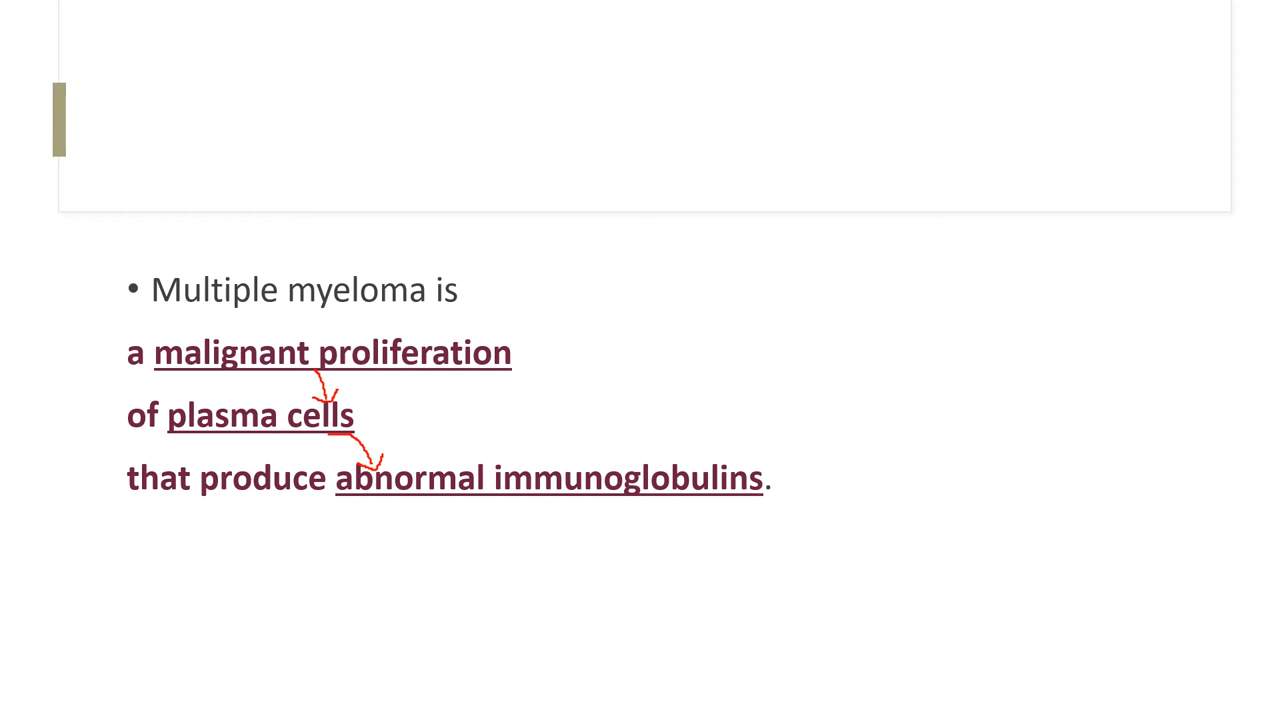 • Multiple myeloma is
a malignant proliferation
of plasma cells
that produce abnormal immunoglobulins.